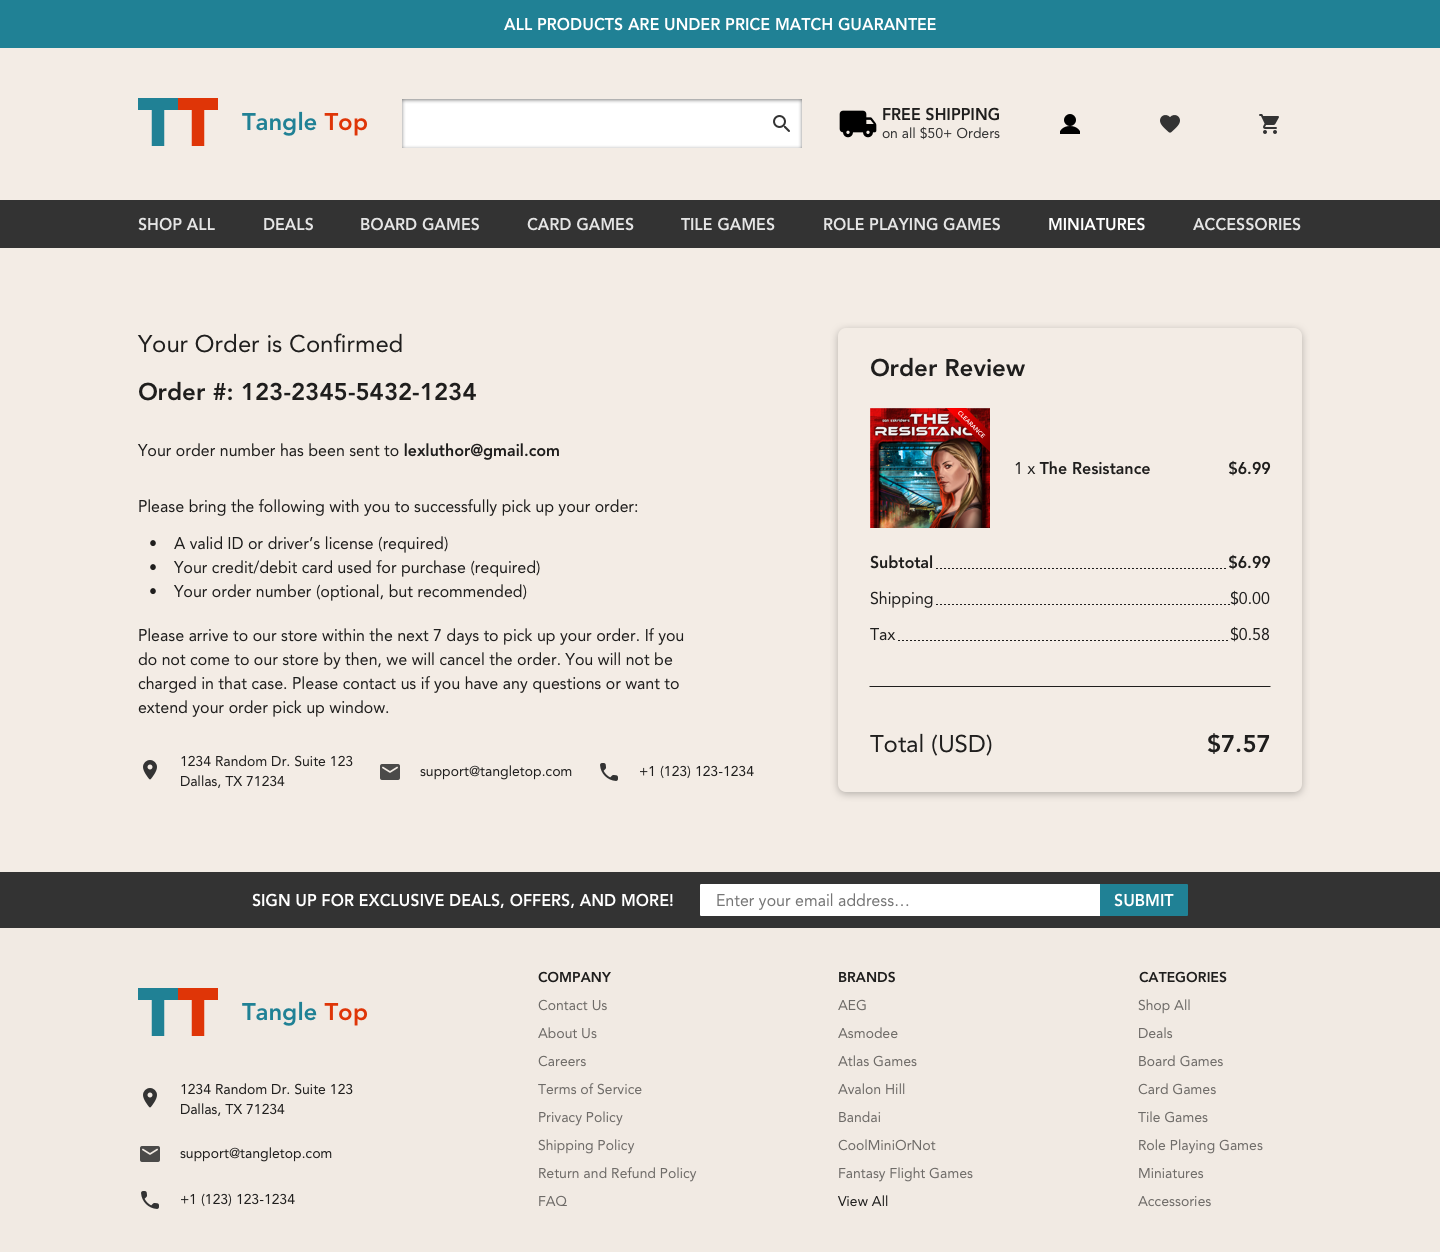 ALL PRODUCTS ARE UNDER PRICE MATCH GUARANTEE
TT Tangle Top
FREE SHIPPING
on all $50+ Orders
SHOP ALL DEALS BOARD GAMES CARD GAMES TILE GAMES ROLE PLAYING GAMES MINIATURES ACCESSORIES
Your Order is Confirmed
Order #: 123-2345-5432-1234
Your order number has been sent to lexluthor@gmail.com
Please bring the following with you to successfully pick up your order:
• A valid ID or driver’s license (required)
• Your credit/debit card used for purchase (required)
• Your order number (optional, but recommended)
Please arrive to our store within the next 7 days to pick up your order. If you
do not come to our store by then, we will cancel the order. You will not be
charged in that case. Please contact us if you have any questions or want to
extend your order pick up window.
1234 Random Dr. Suite 123
Dallas, TX 71234
support@tangletop.com
+1 (123) 123-1234
Order Review
CLEARANCE
THE
RESISTANC
1 x The Resistance $6.99
Subtotal $6.99
Shipping $0.00
Tax $0.58
Total (USD) $7.57
SIGN UP FOR EXCLUSIVE DEALS, OFFERS, AND MORE! Enter your email address… SUBMIT
TT Tangle Top
1234 Random Dr. Suite 123
Dallas, TX 71234
support@tangletop.com
+1 (123) 123-1234
COMPANY
Contact Us
About Us
Careers
Terms of Service
Privacy Policy
Shipping Policy
Return and Refund Policy
FAQ
BRANDS
AEG
Asmodee
Atlas Games
Avalon Hill
Bandai
CoolMiniOrNot
Fantasy Flight Games
View All
CATEGORIES
Shop All
Deals
Board Games
Card Games
Tile Games
Role Playing Games
Miniatures
Accessories